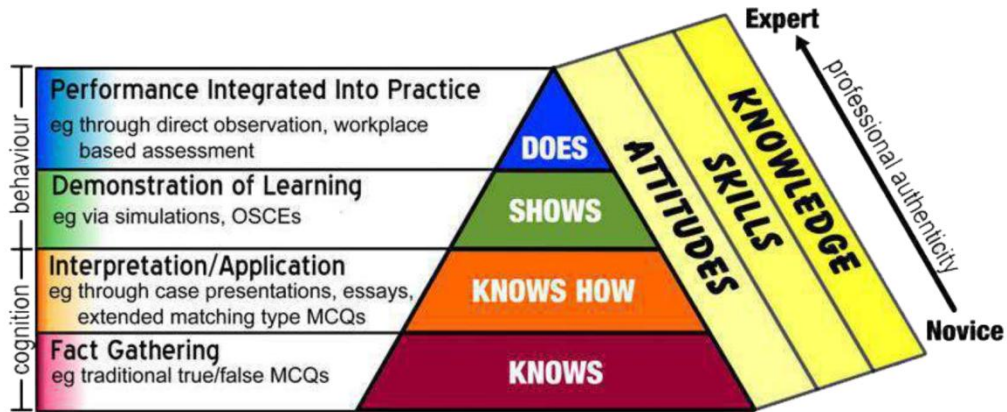 Expert
Performance Integrated Into Practice
eg through direct observation, workplace
based assessment
DOES
Demonstration of Learning
eg via simulations, OSCEs
SHOWS
Interpretation/Application
eg through case presentations, essays,
extended matching type MCQs
KNOWS HOW
Fact Gathering
eg traditional true/false MCQs
KNOWS
behaviour
cognition
ATTITUDES
SKILLS
KNOWLEDGE
professional authenticity
Novice